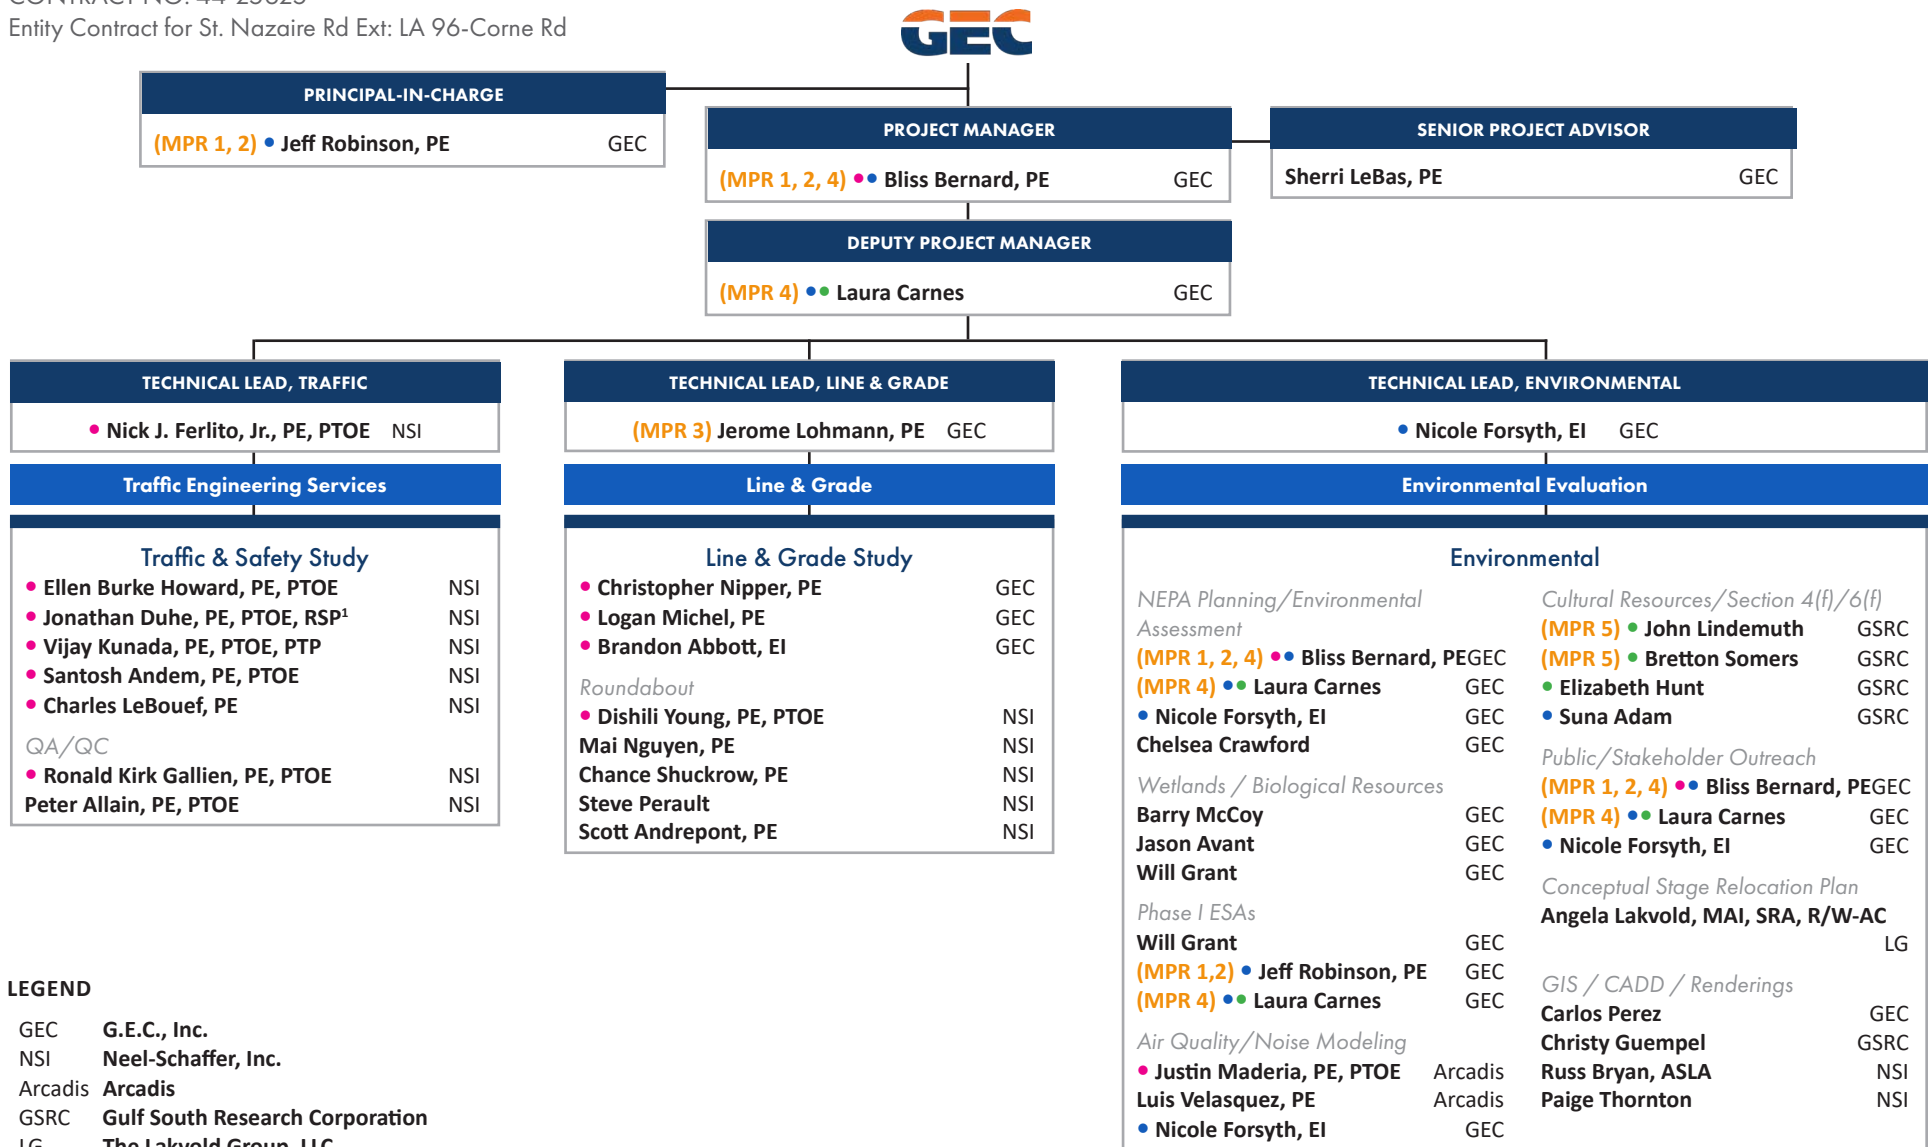 Entity Contract for St. Nazaire Rd Ext: LA 96-Corne Rd
GEC
PRINCIPAL-IN-CHARGE
(MPR 1, 2) • Jeff Robinson, PE GEC
PROJECT MANAGER
(MPR 1, 2, 4) •• Bliss Bernard, PE GEC
SENIOR PROJECT ADVISOR
Sherri LeBas, PE GEC
DEPUTY PROJECT MANAGER
(MPR 4) •• Laura Carnes GEC
TECHNICAL LEAD, TRAFFIC
• Nick J. Ferlito, Jr., PE, PTOE NSI
Traffic Engineering Services
Traffic & Safety Study
• Ellen Burke Howard, PE, PTOE NSI
• Jonathan Duhe, PE, PTOE, RSP¹ NSI
• Vijay Kunada, PE, PTOE, PTP NSI
• Santosh Andem, PE, PTOE NSI
• Charles LeBouef, PE NSI
QA/QC
• Ronald Kirk Gallien, PE, PTOE NSI
Peter Allain, PE, PTOE NSI
TECHNICAL LEAD, LINE & GRADE
(MPR 3) Jerome Lohmann, PE GEC
Line & Grade
Line & Grade Study
• Christopher Nipper, PE GEC
• Logan Michel, PE GEC
• Brandon Abbott, EI GEC
Roundabout
• Dishili Young, PE, PTOE NSI
Mai Nguyen, PE NSI
Chance Shuckrow, PE NSI
Steve Perault NSI
Scott Andrepont, PE NSI
TECHNICAL LEAD, ENVIRONMENTAL
• Nicole Forsyth, EI GEC
Environmental Evaluation
Environmental
NEPA Planning/Environmental
Assessment
(MPR 1, 2, 4) •• Bliss Bernard, PEGEC
(MPR 4) •• Laura Carnes GEC
• Nicole Forsyth, EI GEC
Chelsea Crawford GEC
Wetlands / Biological Resources
Barry McCoy GEC
Jason Avant GEC
Will Grant GEC
Phase I ESAs
Will Grant GEC
(MPR 1,2) • Jeff Robinson, PE GEC
(MPR 4) •• Laura Carnes GEC
Air Quality/Noise Modeling
• Justin Maderia, PE, PTOE Arcadis
Luis Velasquez, PE Arcadis
• Nicole Forsyth, EI GEC
Cultural Resources/Section 4(f)/6(f)
(MPR 5) • John Lindemuth GSRC
(MPR 5) • Bretton Somers GSRC
• Elizabeth Hunt GSRC
• Suna Adam GSRC
Public/Stakeholder Outreach
(MPR 1, 2, 4) •• Bliss Bernard, PEGEC
(MPR 4) •• Laura Carnes GEC
• Nicole Forsyth, EI GEC
Conceptual Stage Relocation Plan
Angela Lakvold, MAI, SRA, R/W-AC
LG
GIS / CADD / Renderings
Carlos Perez GEC
Christy Guempel GSRC
Russ Bryan, ASLA NSI
Paige Thornton NSI
LEGEND
GEC G.E.C., Inc.
NSI Neel-Schaffer, Inc.
Arcadis Arcadis
GSRC Gulf South Research Corporation
LG The Lakvold Group, LLC